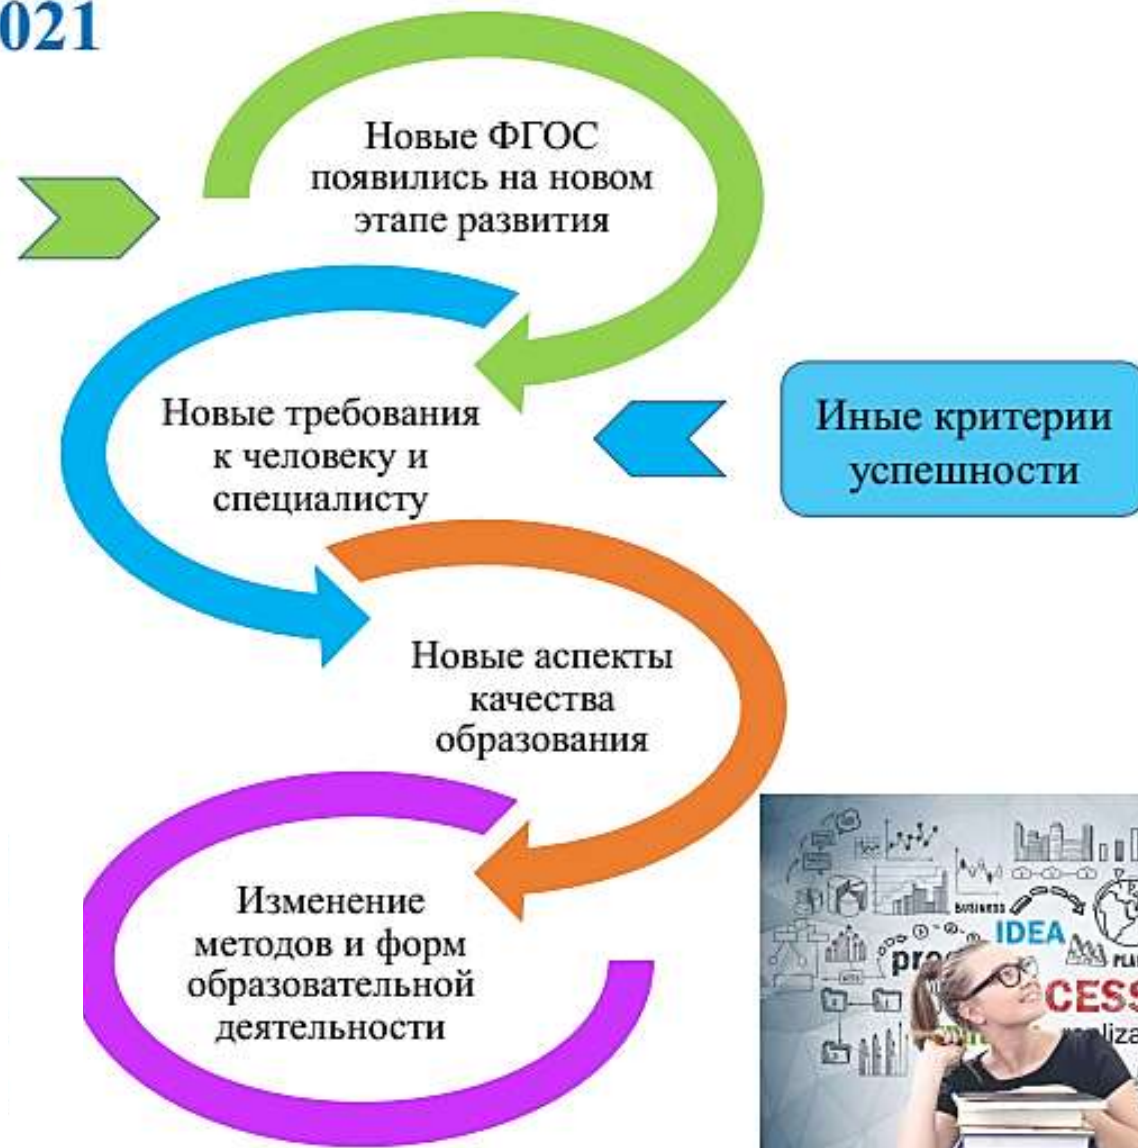 021
Новые ФГОС
появились на новом
этапе развития
Новые требования
к человеку и
специалисту
Иные критерии
успешности
Новые аспекты
качества
образования
Изменение
методов и форм
образовательной
деятельности
BUSINESS
IDEA
CESS